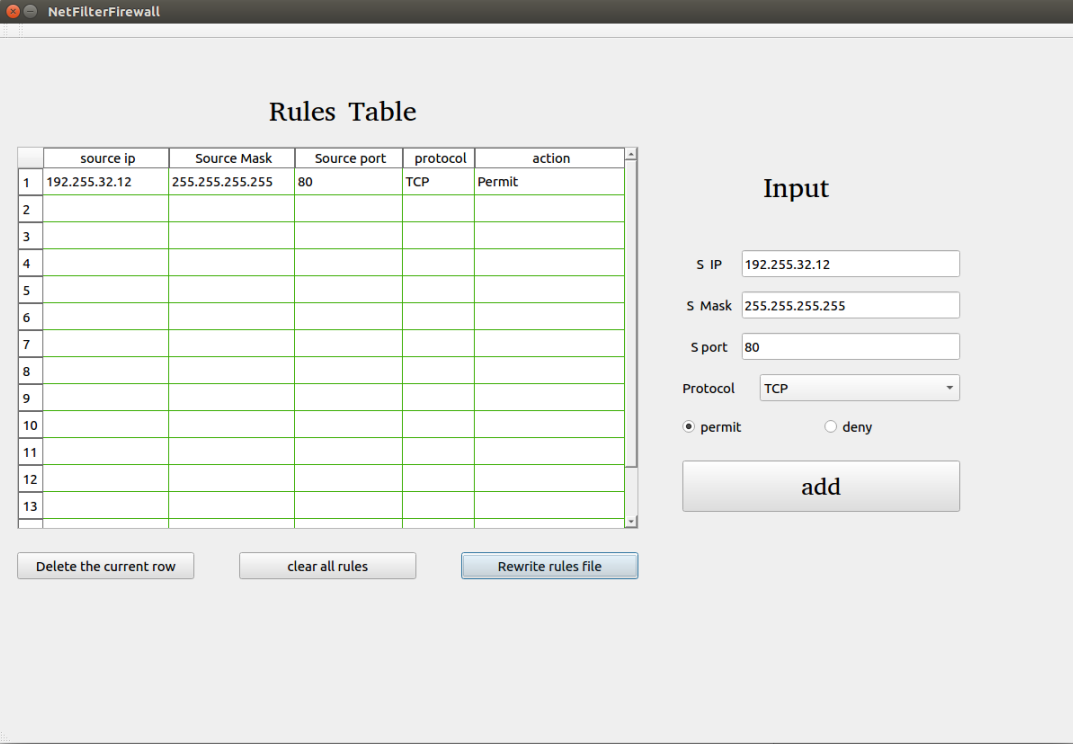 NetFilterFirewall
Rules Table
source ip Source Mask Source port protocol action
1 192.255.32.12 255.255.255.255 80 TCP Permit
2
3
4
5
6
7
8
9
10
11
12
13
Delete the current row clear all rules Rewrite rules file
Input
S IP 192.255.32.12
S Mask 255.255.255.255
S port 80
Protocol TCP
permit deny
add